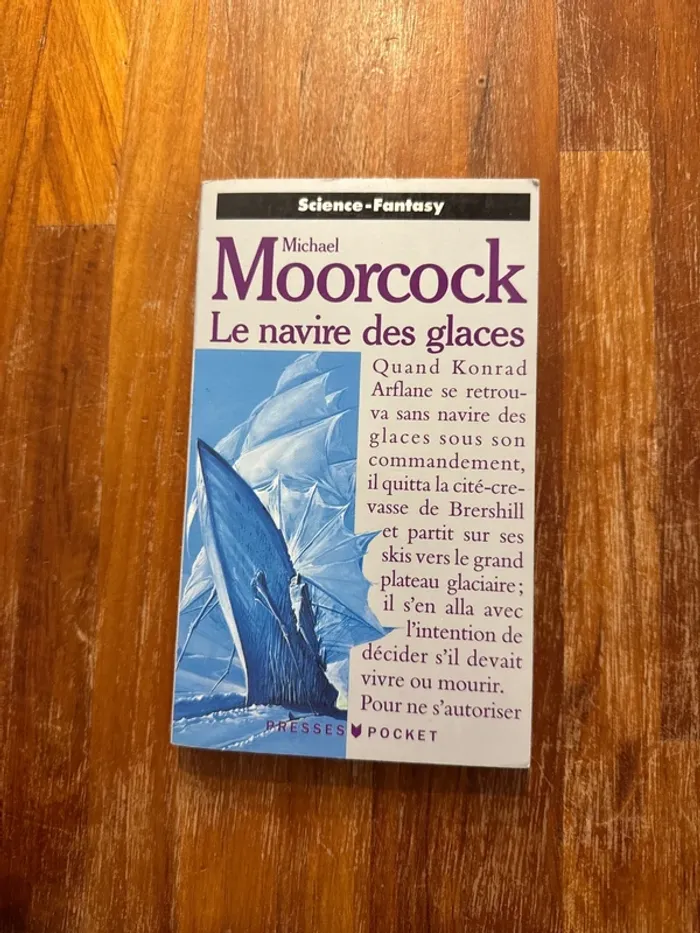 Science-Fantasy
Michael
Moorcock
Le navire des glaces
Quand Konrad
Arflane se retrou-
va sans navire des
glaces sous son
commandement,
il quitta la cité-cre-
vasse de Brershill
et partit sur ses
skis vers le grand
plateau glaciaire ;
il s'en alla avec
l'intention de
décider s'il devait
vivre ou mourir.
Pour ne s'autoriser
PRESSES POCKET